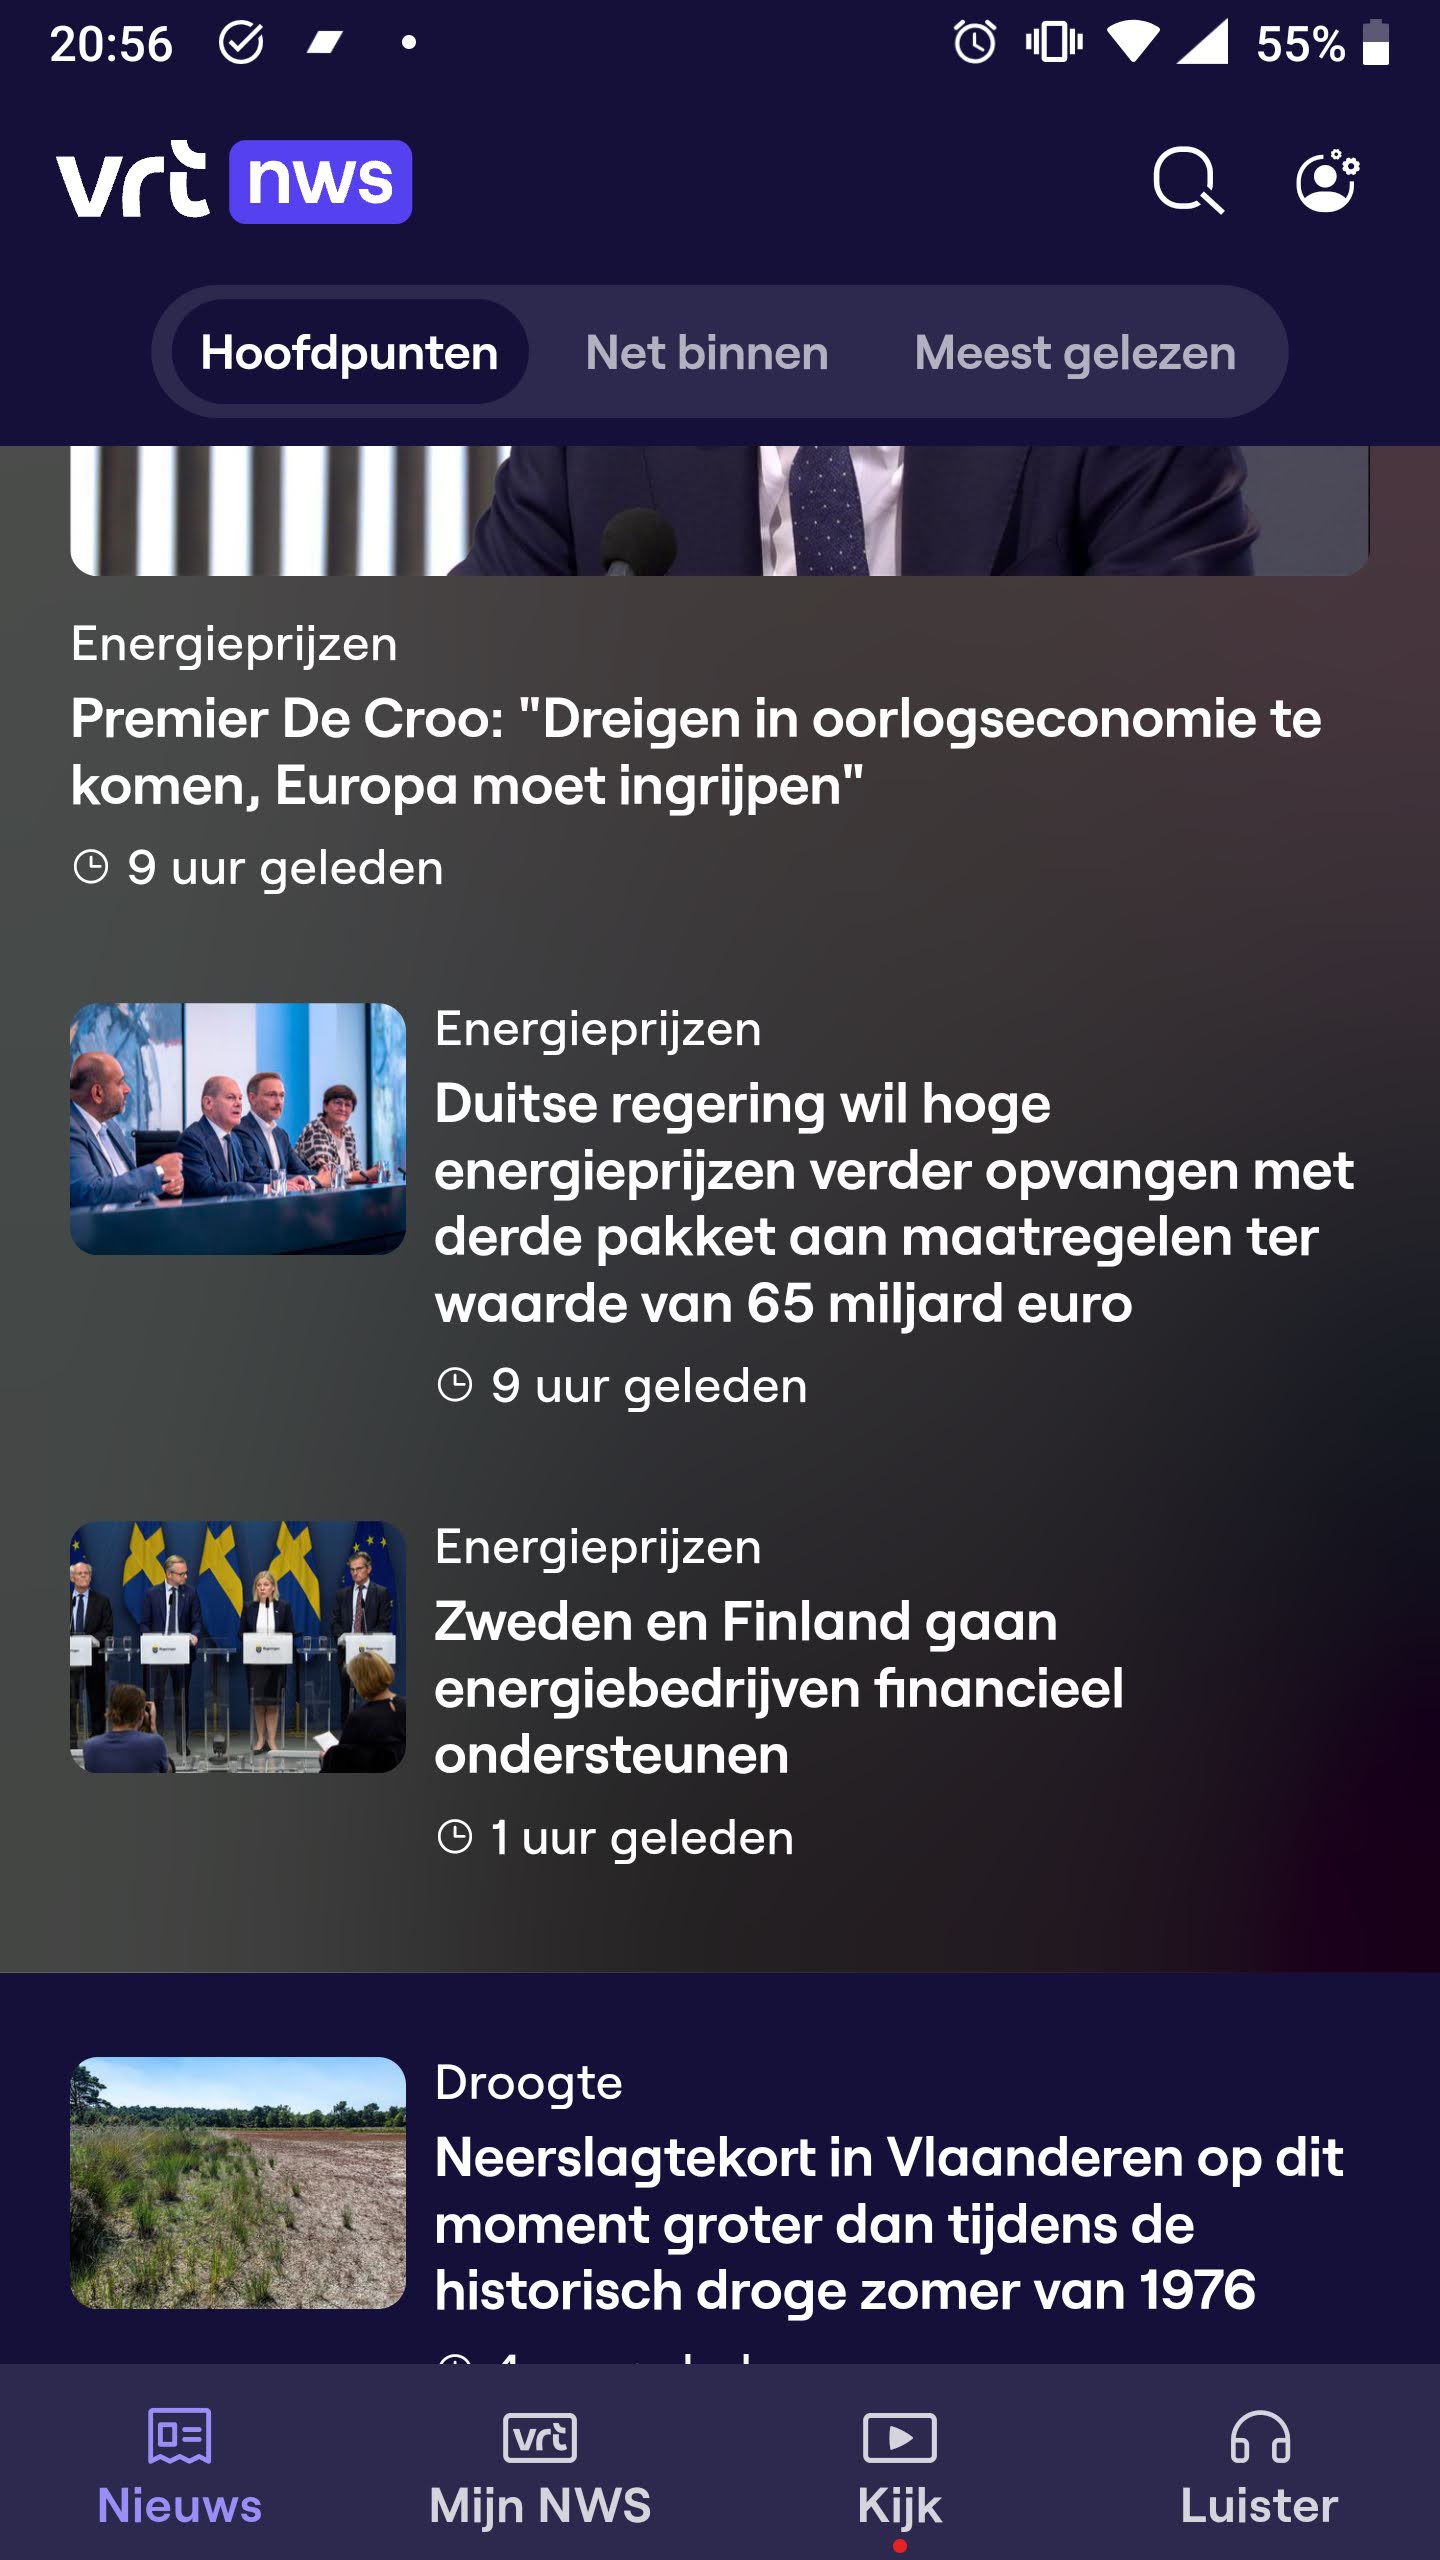 20:56
55%
vrt nws
Hoofdpunten
Net binnen
Meest gelezen
Energieprijzen
Premier De Croo: "Dreigen in oorlogseconomie te
komen, Europa moet ingrijpen"
9 uur geleden
Energieprijzen
Duitse regering wil hoge
energieprijzen verder opvangen met
derde pakket aan maatregelen ter
waarde van 65 miljard euro
9 uur geleden
Energieprijzen
Zweden en Finland gaan
energiebedrijven financieel
ondersteunen
1 uur geleden
Droogte
Neerslagtekort in Vlaanderen op dit
moment groter dan tijdens de
historisch droge zomer van 1976
Nieuws
vrt
Mijn NWS
Kijk
Luister